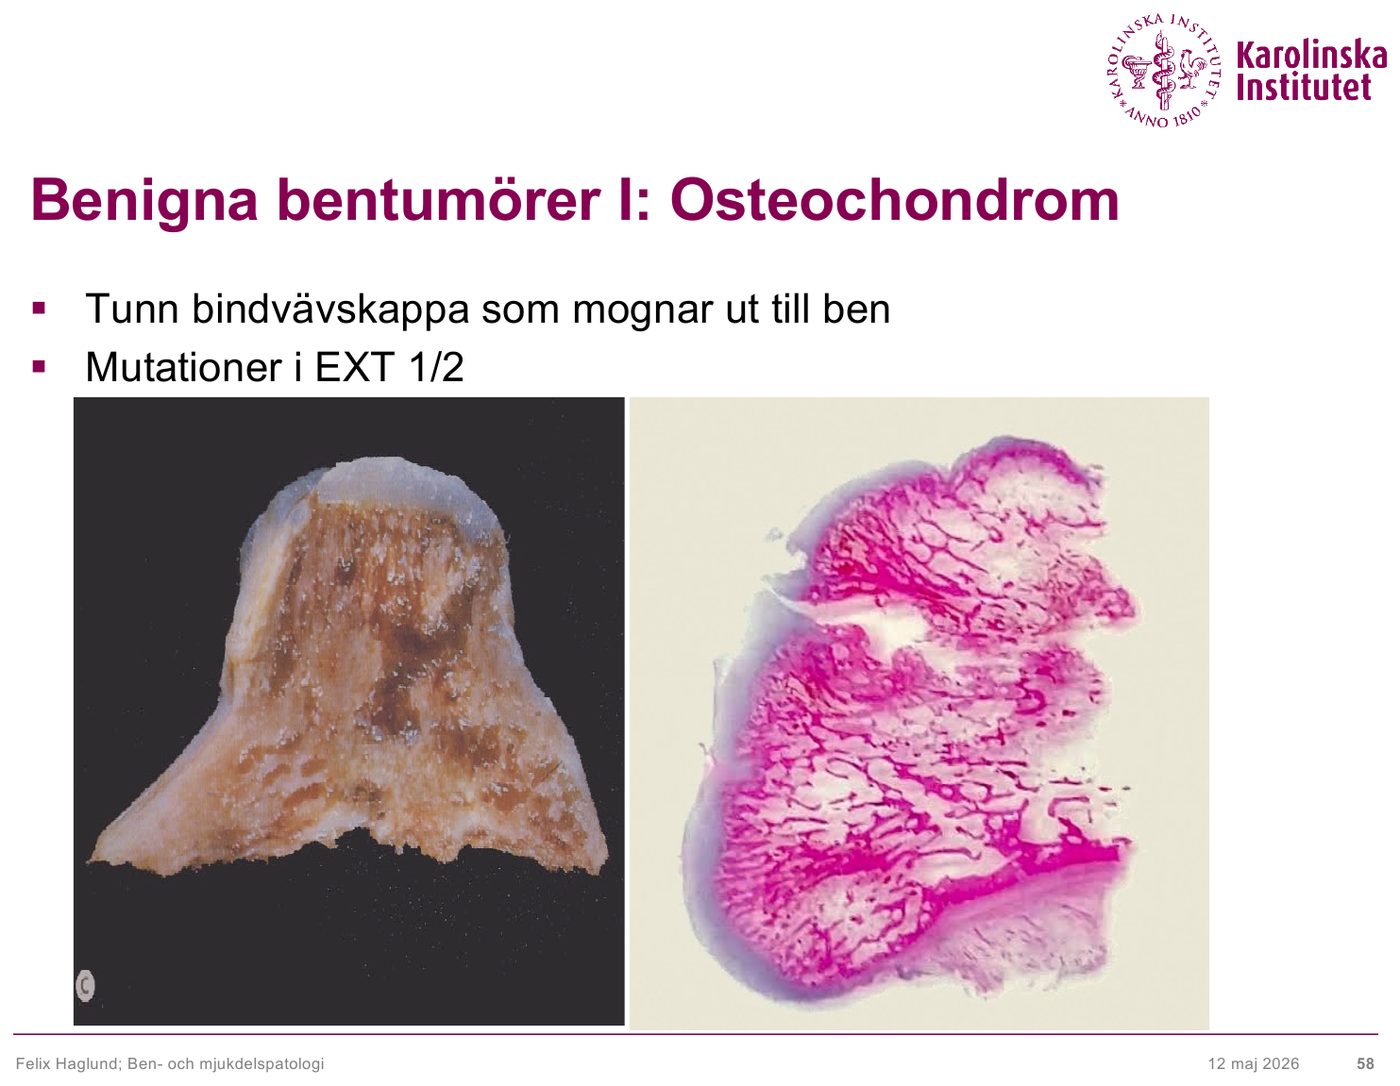 KAROLINSKA INSTITUTET
ANNO 1810
Karolinska
Institutet
Benigna bentumörer I: Osteochondrom
▪ Tunn bindvävskappa som mognar ut till ben
▪ Mutationer i EXT 1/2
C
Felix Haglund; Ben- och mjukdelspatologi
12 maj 2026
58